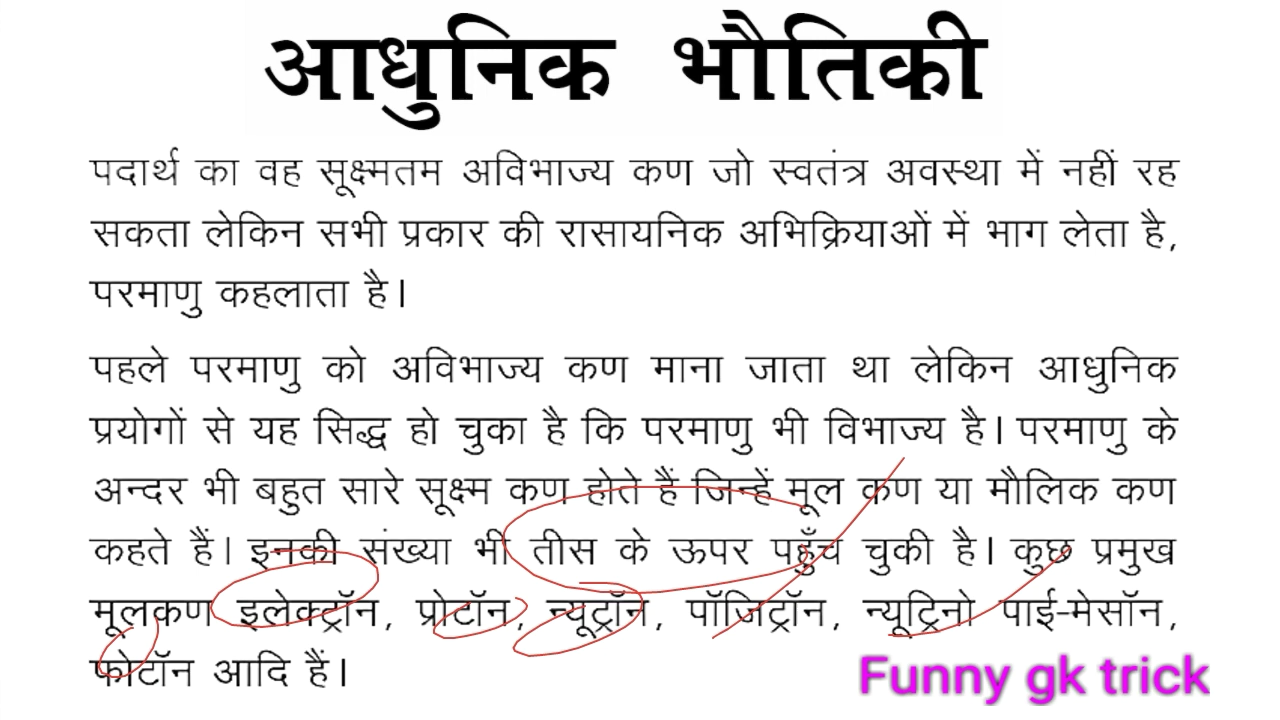 आधुनिक भौतिकी
पदार्थ का वह सूक्ष्मतम अविभाज्य कण जो स्वतंत्र अवस्था में नहीं रह
सकता लेकिन सभी प्रकार की रासायनिक अभिक्रियाओं में भाग लेता है,
परमाणु कहलाता है।
पहले परमाणु को अविभाज्य कण माना जाता था लेकिन आधुनिक
प्रयोगों से यह सिद्ध हो चुका है कि परमाणु भी विभाज्य है। परमाणु के
अन्दर भी बहुत सारे सूक्ष्म कण होते हैं जिन्हें मूल कण या मौलिक कण
कहते हैं। इनकी संख्या भी तीस के ऊपर पहुँच चुकी है। कुछ प्रमुख
मूलकण इलेक्ट्रॉन, प्रोटॉन, न्यूट्रॉन, पॉजिट्रॉन, न्यूट्रिनो पाई-मेसॉन,
फोटॉन आदि हैं।
Funny gk trick